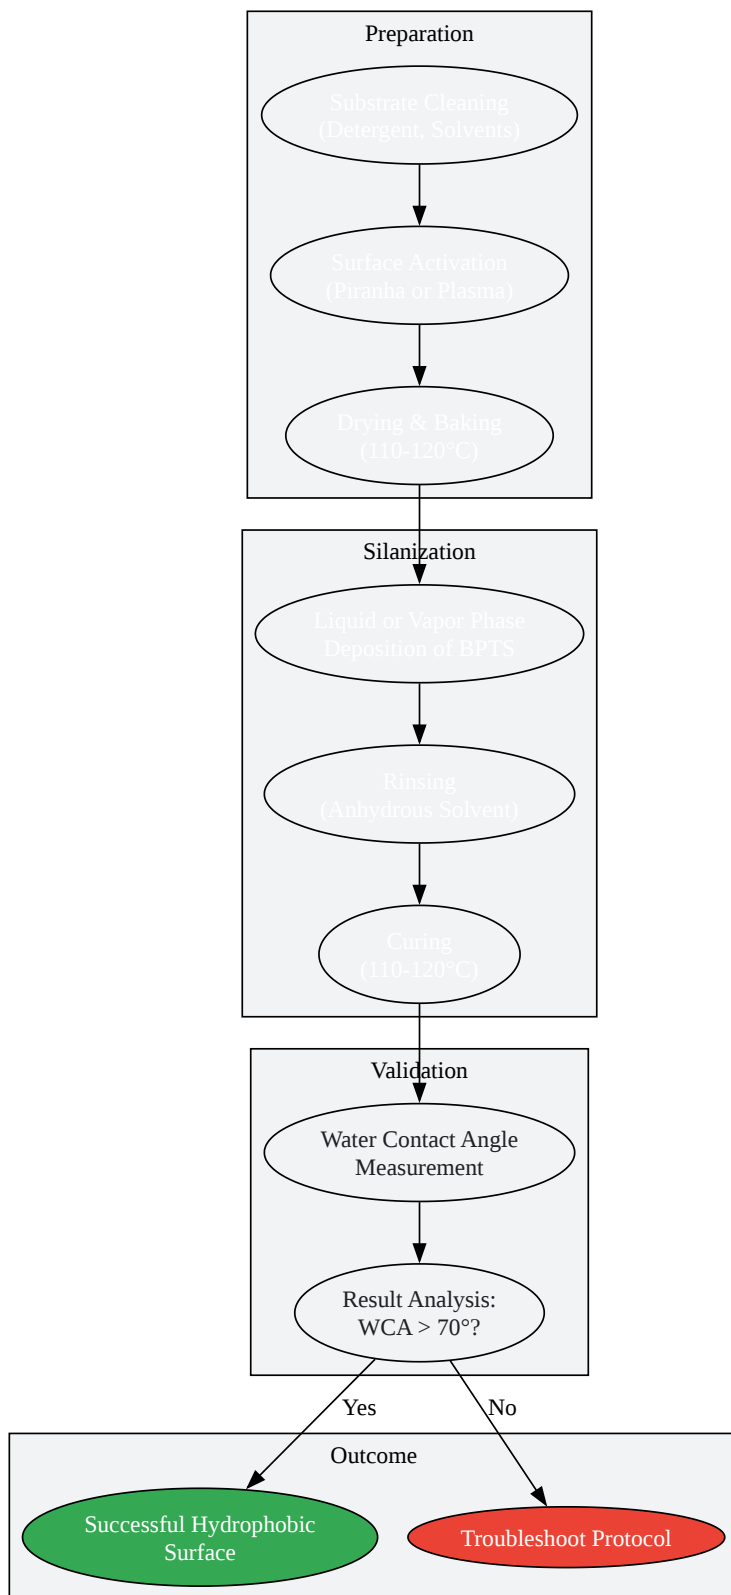 Preparation
Substrate Cleaning
(Detergent, Solvents)
Surface Activation
(Piranha or Plasma)
Drying & Baking
(110-120°C)
Silanization
Liquid or Vapor Phase
Deposition of BPTS
Rinsing
(Anhydrous Solvent)
Curing
(110-120°C)
Validation
Water Contact Angle
Measurement
Result Analysis:
WCA > 70°?
Yes
No
Outcome
Successful Hydrophobic
Surface
Troubleshoot Protocol